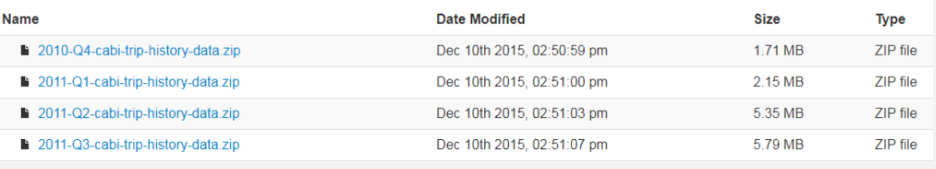 Name Date Modified Size Type
2010-Q4-cabi-trip-history-data.zip Dec 10th 2015, 02:50:59 pm 1.71 MB ZIP file
2011-Q1-cabi-trip-history-data.zip Dec 10th 2015, 02:51:00 pm 2.15 MB ZIP file
2011-Q2-cabi-trip-history-data.zip Dec 10th 2015, 02:51:03 pm 5.35 MB ZIP file
2011-Q3-cabi-trip-history-data.zip Dec 10th 2015, 02:51:07 pm 5.79 MB ZIP file